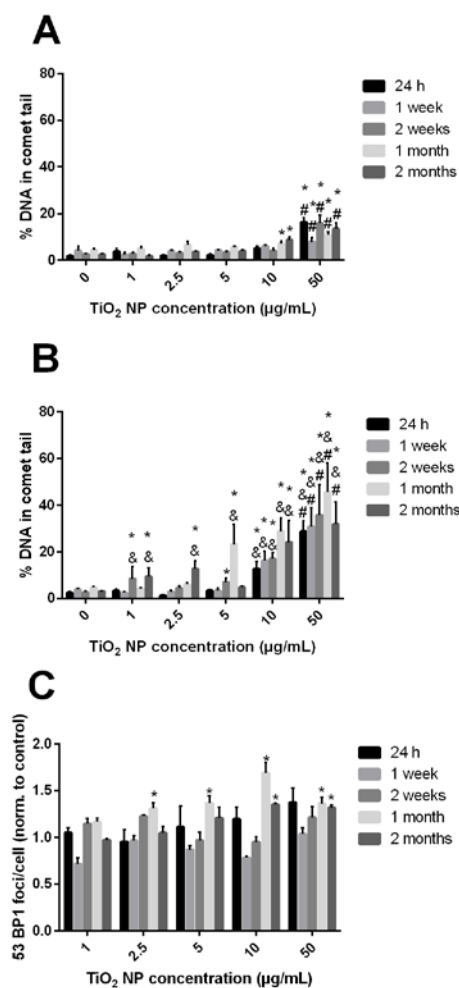 A
% DNA in comet tail
80
60
40
20
0
* # * # * # * # * #
* *
0 1 2.5 5 10 50
TiO2 NP concentration (µg/mL)
24 h
1 week
2 weeks
1 month
2 months
B
% DNA in comet tail
80
60
40
20
0
* & * &
* &
* * &
* & * & * & * & * &
* & # * & # * & # * & # * & #
0 1 2.5 5 10 50
TiO2 NP concentration (µg/mL)
24 h
1 week
2 weeks
1 month
2 months
C
53 BP1 foci/cell (norm. to control)
2.0
1.5
1.0
0.5
0.0
* * * * * *
1 2.5 5 10 50
TiO2 NP concentration (µg/mL)
24 h
1 week
2 weeks
1 month
2 months